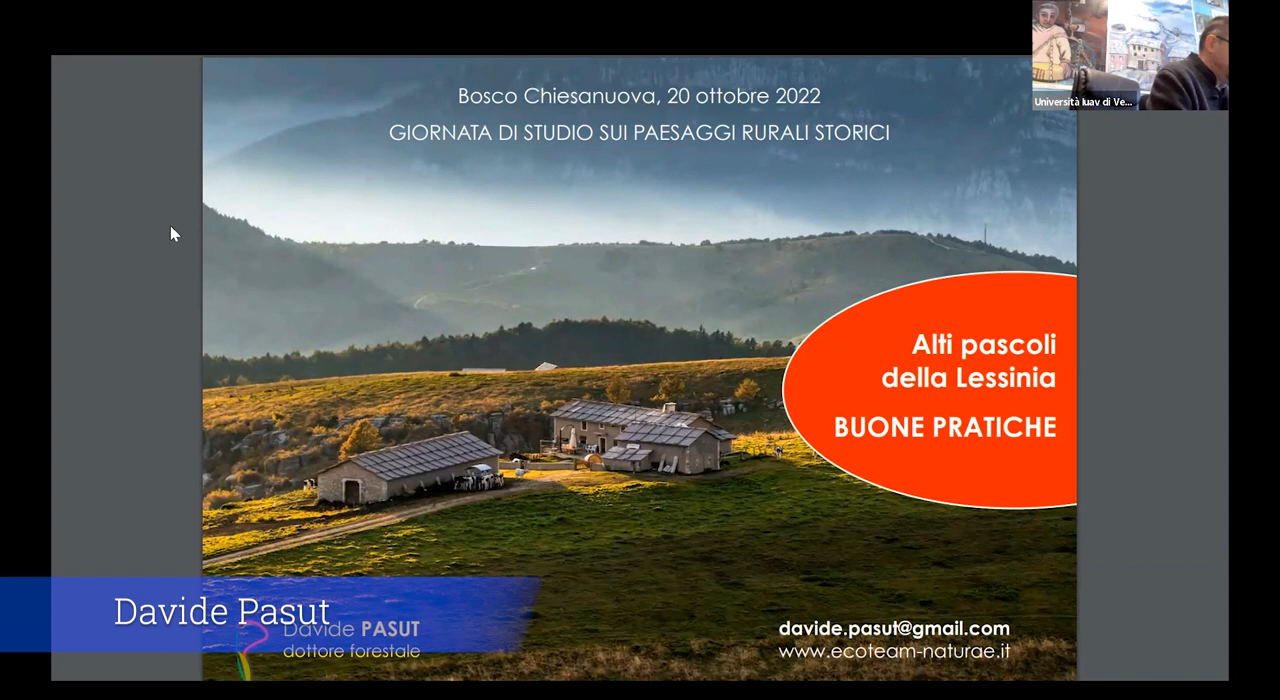 Bosco Chiesanuova, 20 ottobre 2022
GIORNATA DI STUDIO SUI PAESAGGI RURALI STORICI
Università Iuav di Ve...
Alti pascoli
della Lessinia
BUONE PRATICHE
Davide Pasut
Davide PASUT
dottore forestale
davide.pasut@gmail.com
www.ecoteam-naturae.it